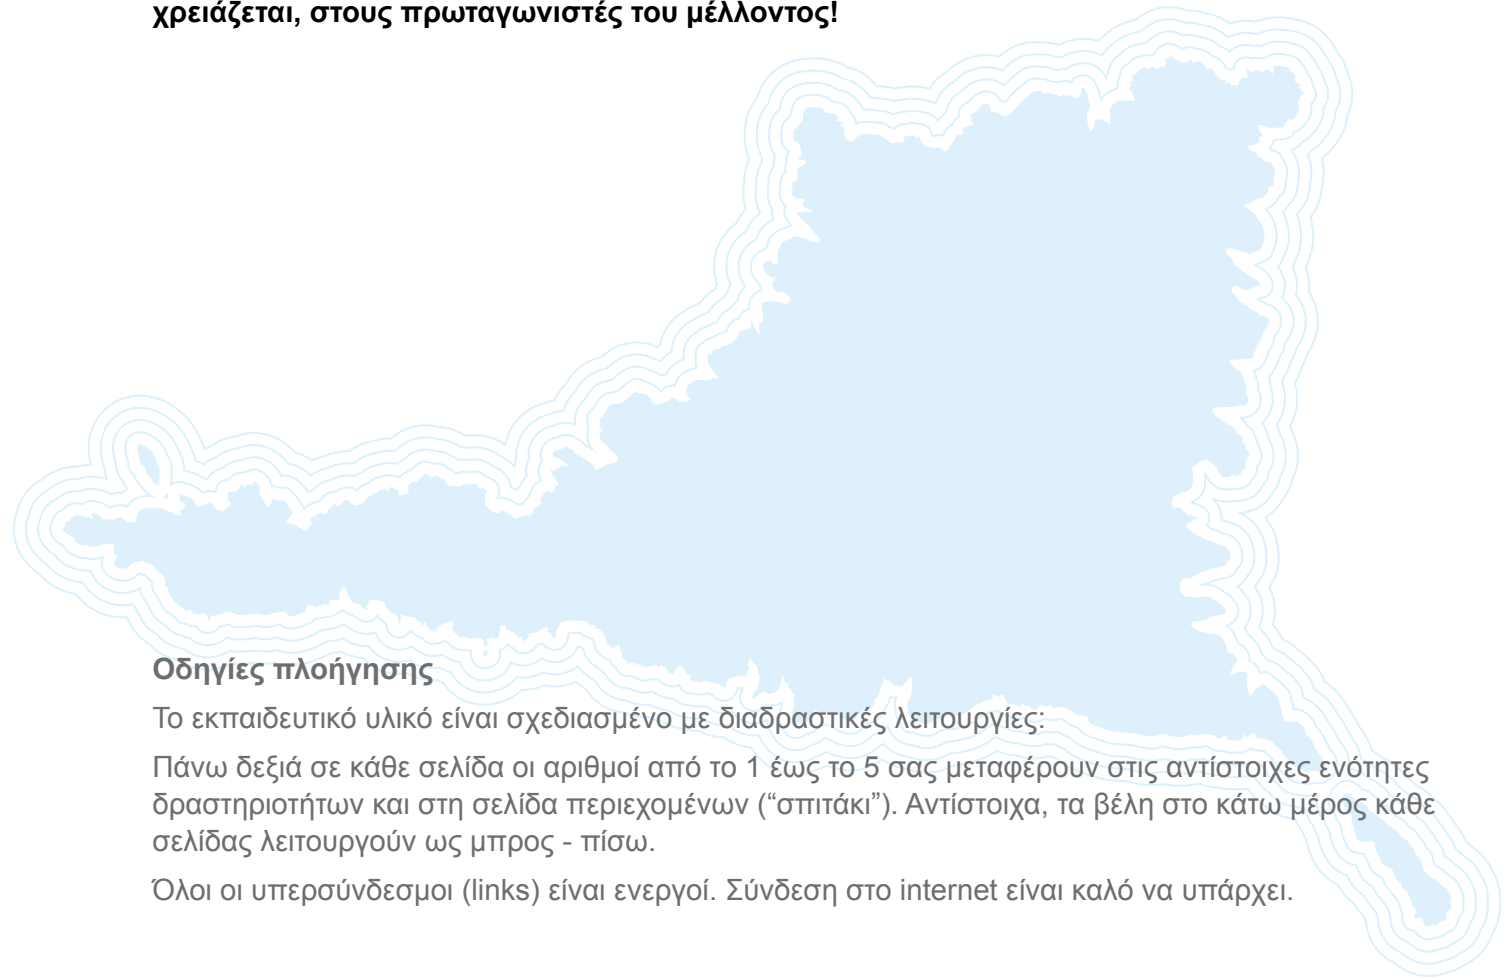 χρειάζεται, στους πρωταγωνιστές του μέλλοντος!
Οδηγίες πλοήγησης
Το εκπαιδευτικό υλικό είναι σχεδιασμένο με διαδραστικές λειτουργίες:
Πάνω δεξιά σε κάθε σελίδα οι αριθμοί από το 1 έως το 5 σας μεταφέρουν στις αντίστοιχες ενότητες
δραστηριοτήτων και στη σελίδα περιεχομένων (“σπιτάκι”). Αντίστοιχα, τα βέλη στο κάτω μέρος κάθε
σελίδας λειτουργούν ως μπρος - πίσω.
Όλοι οι υπερσύνδεσμοι (links) είναι ενεργοί. Σύνδεση στο internet είναι καλό να υπάρχει.